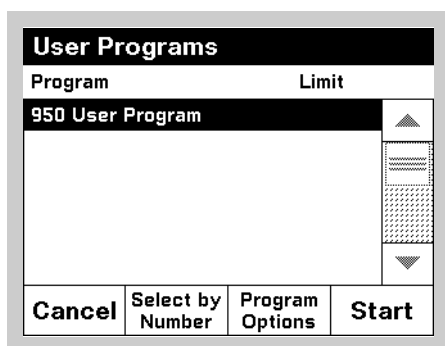 User Programs
Program Limit
950 User Program
Cancel Select by Number Program Options Start